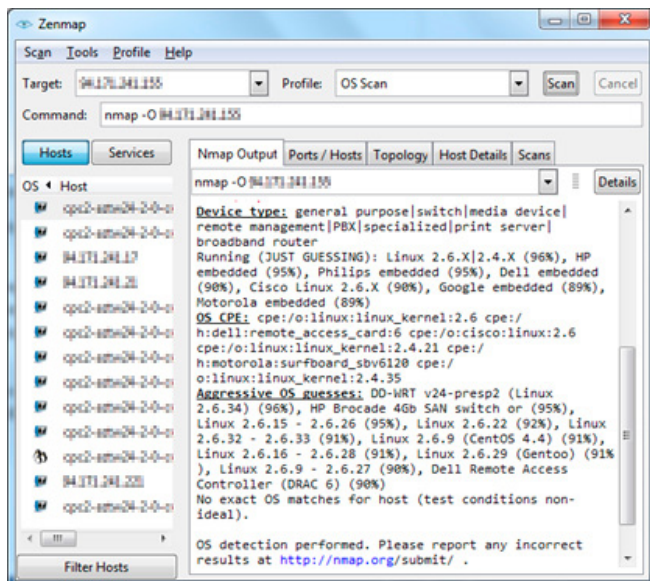 Zenmap
Scan Tools Profile Help
Target: Profile: OS Scan Scan Cancel
Command: nmap -O
Hosts Services
Nmap Output Ports / Hosts Topology Host Details Scans
OS Host
nmap -O Details
Device type: general purpose|switch|media device|
remote management|PBX|specialized|print server|
broadband router
Running (JUST GUESSING): Linux 2.6.X|2.4.X (96%), HP
embedded (95%), Philips embedded (95%), Dell embedded
(90%), Cisco Linux 2.6.X (90%), Google embedded (89%),
Motorola embedded (89%)
OS CPE: cpe:/o:linux:linux_kernel:2.6 cpe:/
h:dell:remote_access_card:6 cpe:/o:cisco:linux:2.6
cpe:/o:linux:linux_kernel:2.4.21 cpe:/
h:motorola:surfboard_sbv6120 cpe:/
o:linux:linux_kernel:2.4.35
Aggressive OS guesses: DD-WRT v24-presp2 (Linux
2.6.34) (96%), HP Brocade 4Gb SAN switch or (95%),
Linux 2.6.15 - 2.6.26 (95%), Linux 2.6.22 (92%), Linux
2.6.32 - 2.6.33 (91%), Linux 2.6.9 (CentOS 4.4) (91%),
Linux 2.6.16 - 2.6.28 (91%), Linux 2.6.29 (Gentoo) (91%
), Linux 2.6.9 - 2.6.27 (90%), Dell Remote Access
Controller (DRAC 6) (90%)
No exact OS matches for host (test conditions non-
ideal).
OS detection performed. Please report any incorrect
results at http://nmap.org/submit/ .
Filter Hosts